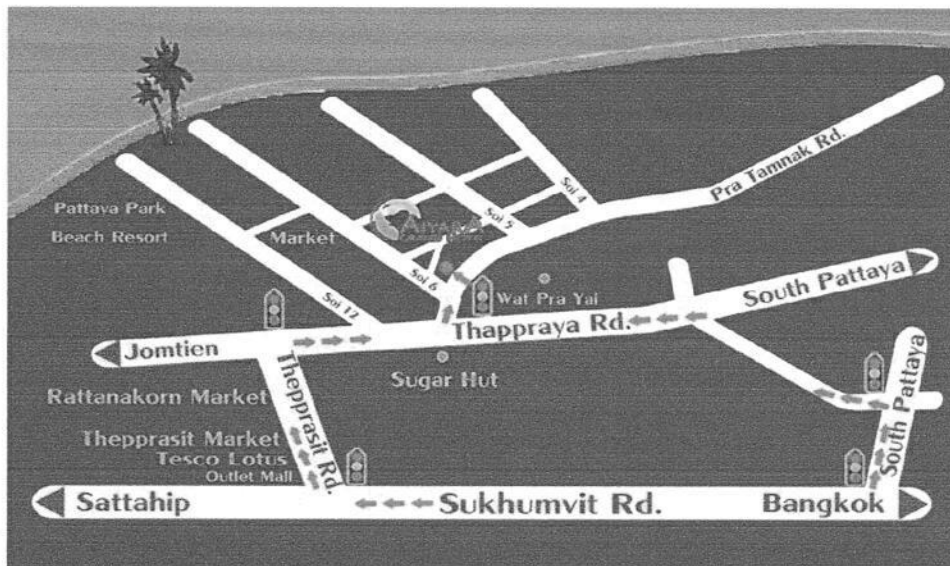 Pra Tamnak Rd.
Soi 4
Pattava Park
Beach Resort
Market
AIYARA
Soi 5
Soi 6
Soi 12
Wat Pra Yai
South Pattaya
Thappraya Rd.
Jomtien
Sugar Hut
Rattanakorn Market
Thepprasit Market
Tesco Lotus
Outlet Mall
Thepprasit Rd.
South Pattaya
Sattahip
Sukhumvit Rd.
Bangkok